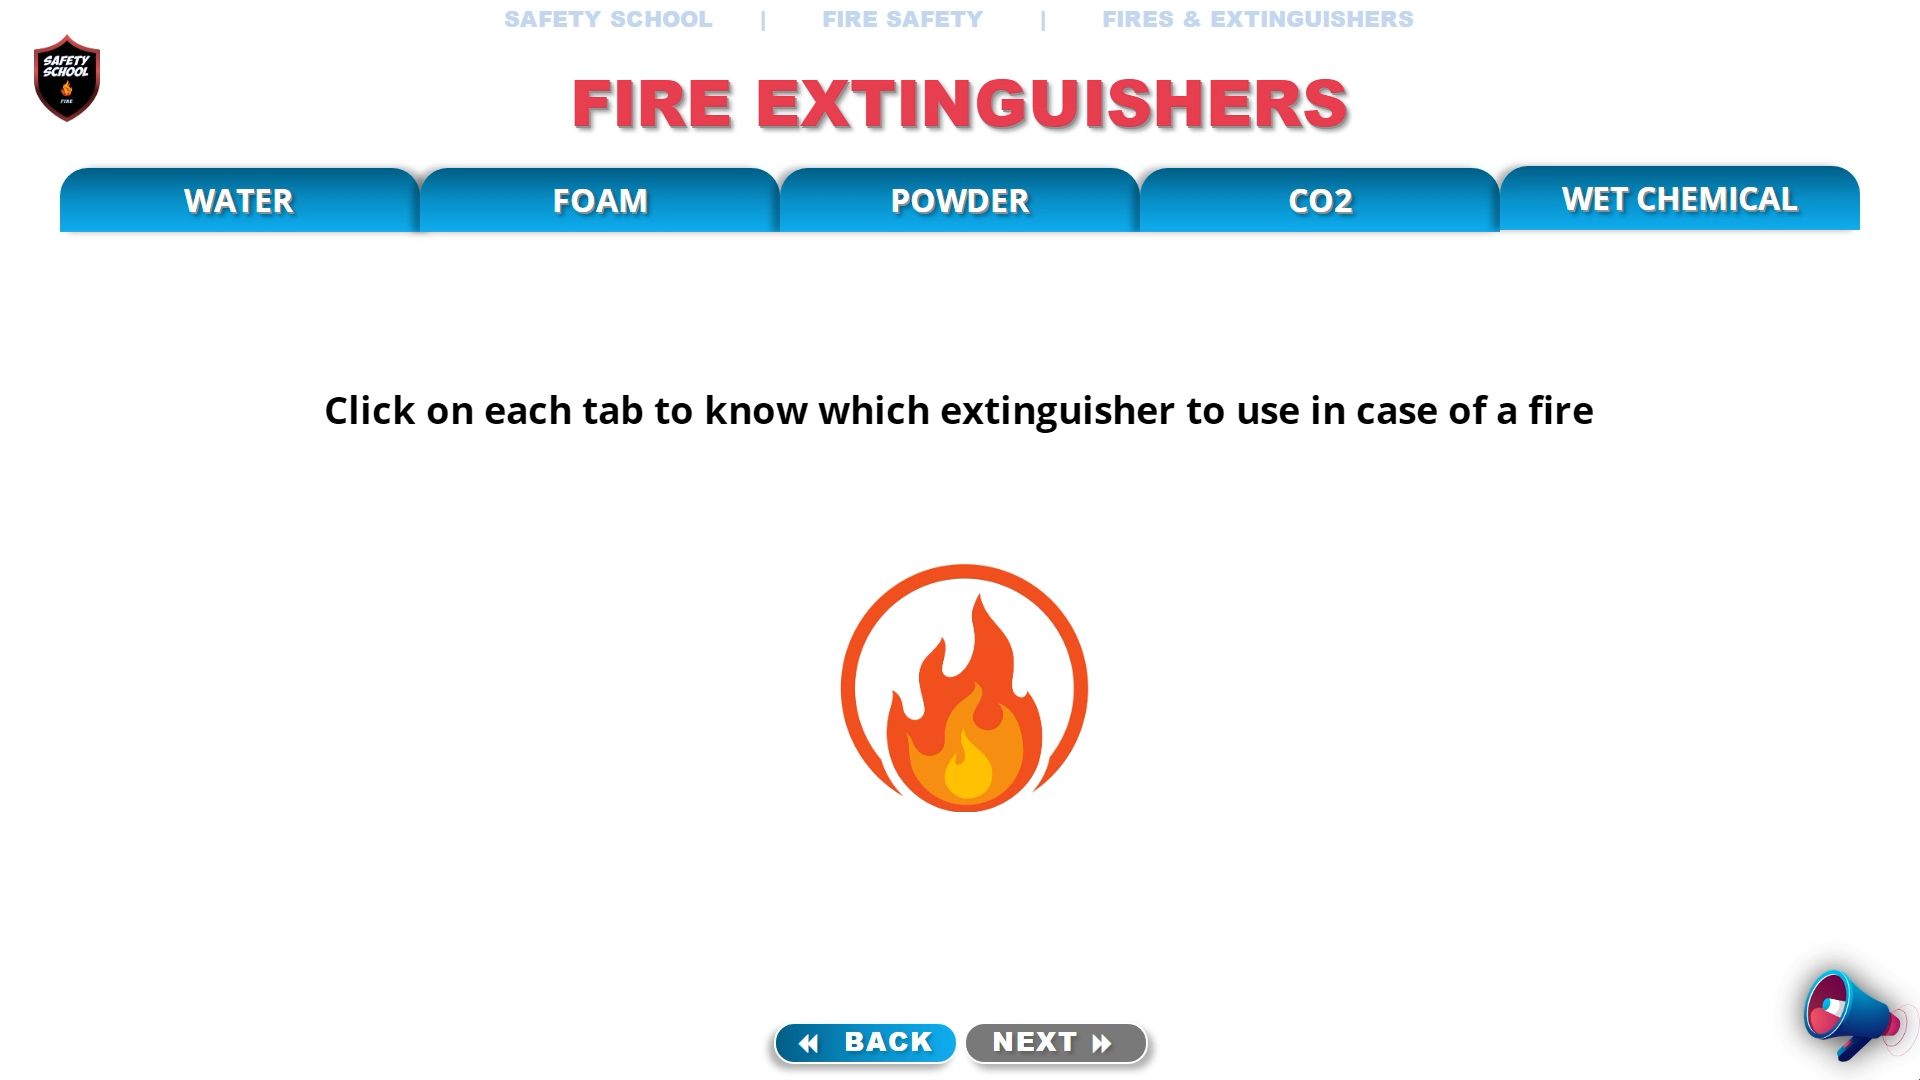 SAFETY SCHOOL | FIRE SAFETY | FIRES & EXTINGUISHERS
SAFETY
SCHOOL
FIRE
FIRE EXTINGUISHERS
WATER FOAM POWDER CO2 WET CHEMICAL
Click on each tab to know which extinguisher to use in case of a fire
BACK NEXT